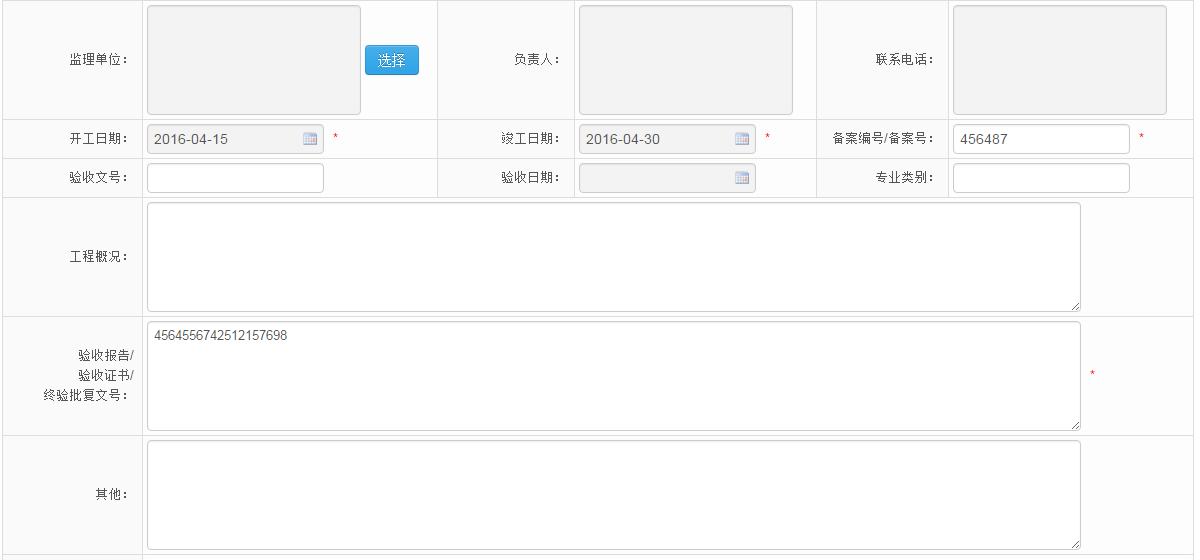 监理单位： 选择 负责人： 联系电话：
开工日期： 2016-04-15 * 竣工日期： 2016-04-30 * 备案编号/备案号： 456487 *
验收文号： 验收日期： 专业类别：
工程概况：
验收报告/
验收证书/
终验批复文号：
4564556742512157698
*
其他：